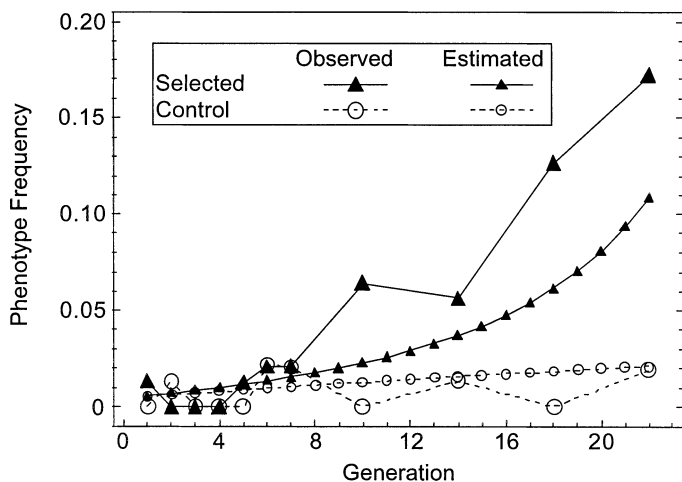 0.20
Observed Estimated
Selected
Control
0.15
0.10
0.05
0
0 4 8 12 16 20
Phenotype Frequency
Generation